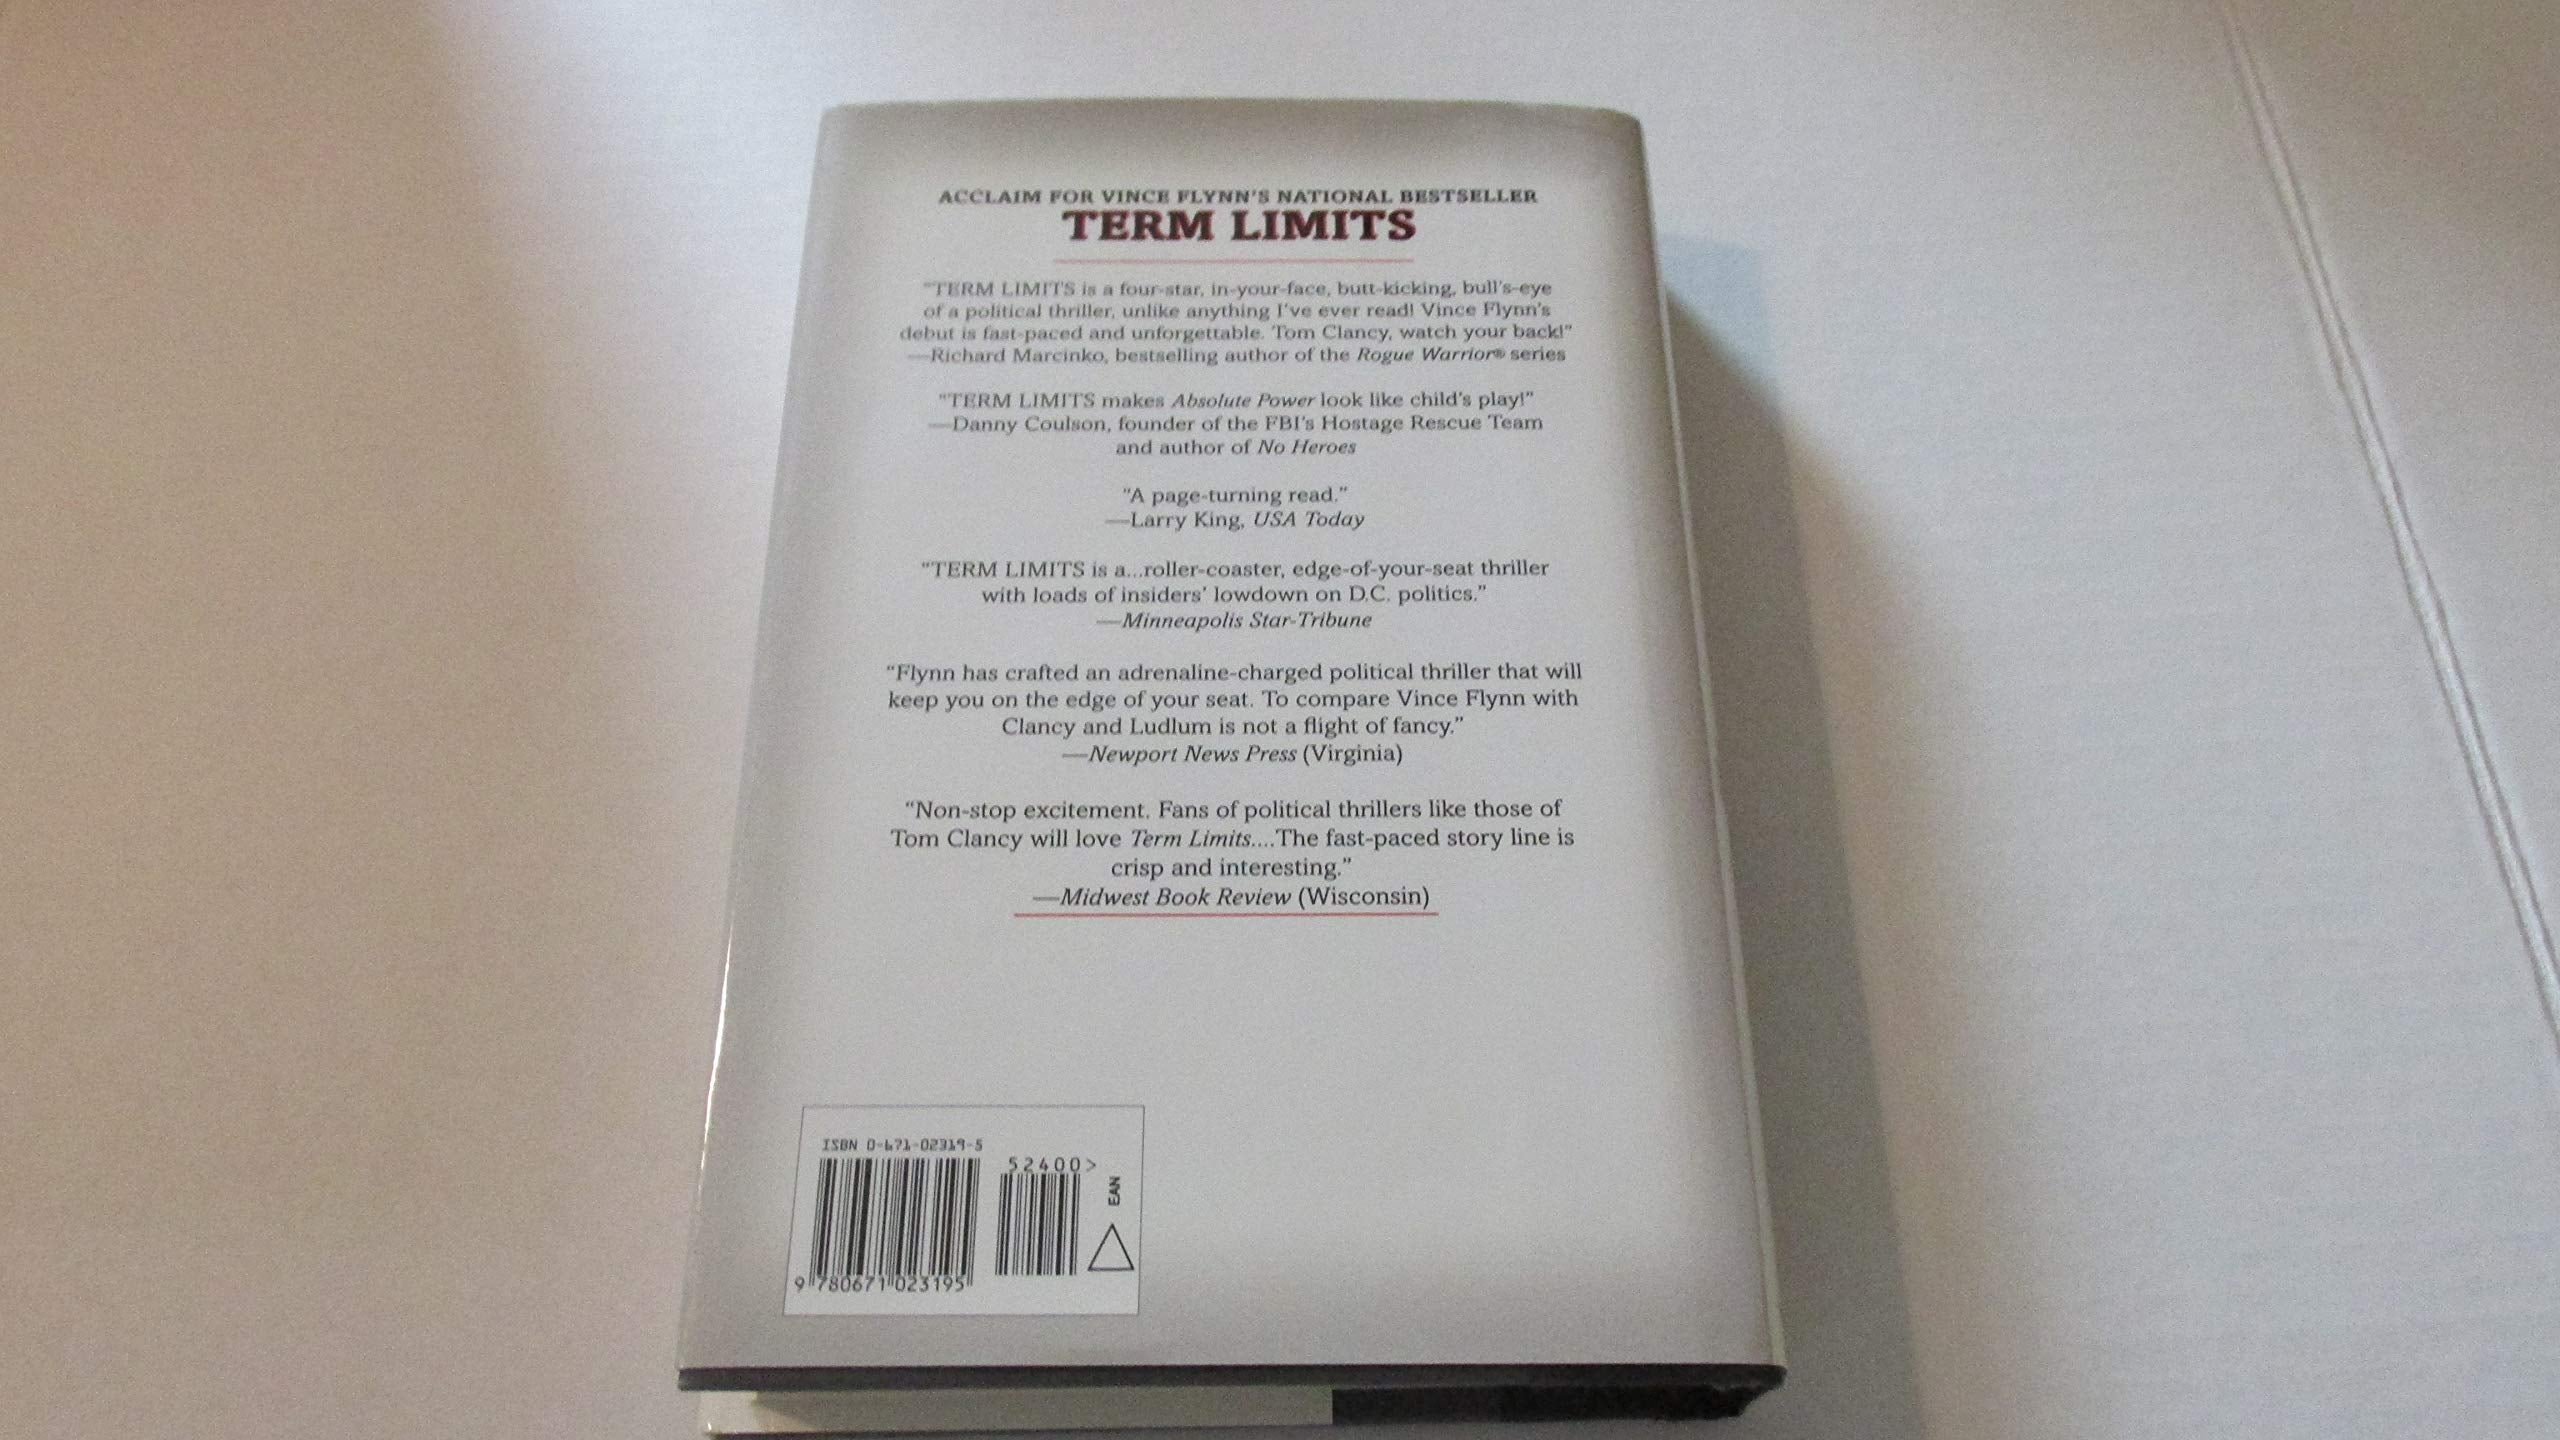 ACCLAIM FOR VINCE FLYNN'S NATIONAL BESTSELLER
TERM LIMITS
"TERM LIMITS is a four-star, in-your-face, butt-kicking, bull's-eye
of a political thriller, unlike anything I've ever read! Vince Flynn's
debut is fast-paced and unforgettable. Tom Clancy, watch your back!"
—Richard Marcinko, bestselling author of the Rogue Warrior® series
"TERM LIMITS makes Absolute Power look like child's play!"
—Danny Coulson, founder of the FBI's Hostage Rescue Team
and author of No Heroes
"A page-turning read."
—Larry King, USA Today
"TERM LIMITS is a...roller-coaster, edge-of-your-seat thriller
with loads of insiders' lowdown on D.C. politics."
—Minneapolis Star-Tribune
"Flynn has crafted an adrenaline-charged political thriller that will
keep you on the edge of your seat. To compare Vince Flynn with
Clancy and Ludlum is not a flight of fancy."
—Newport News Press (Virginia)
"Non-stop excitement. Fans of political thrillers like those of
Tom Clancy will love Term Limits....The fast-paced story line is
crisp and interesting."
—Midwest Book Review (Wisconsin)
ISBN 0-671-02319-5
52400>
EAN
9 780671 023195